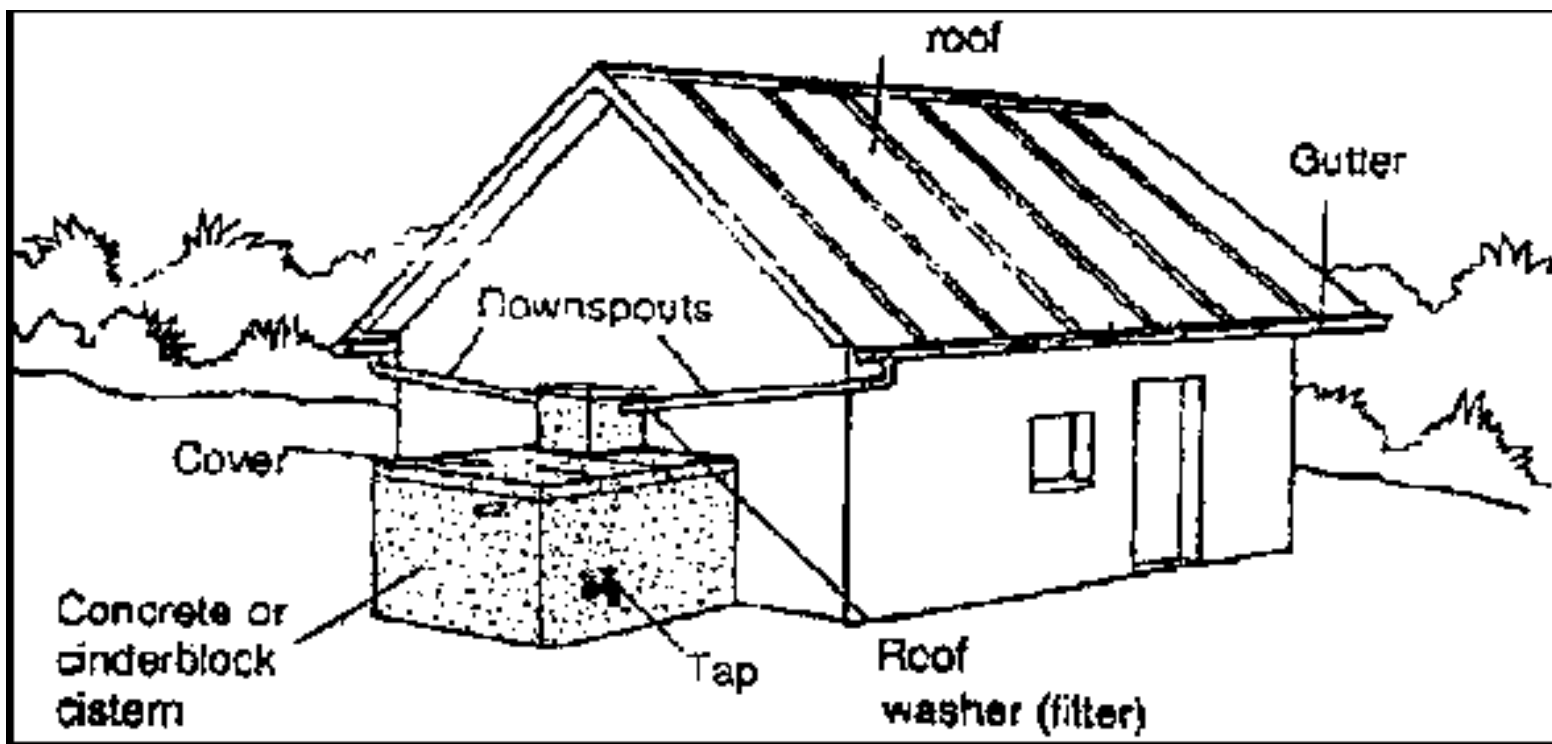 roof
Gutter
Downspouts
Cover
Concrete or
cinderblock
cistern
Tap
Roof
washer (filter)